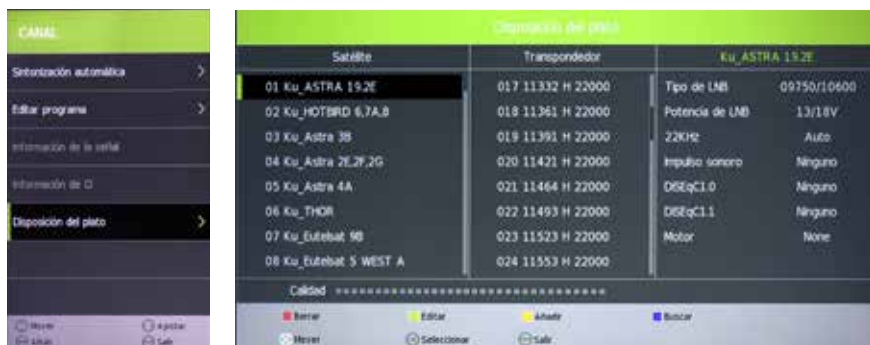 CANAL
Sintonización automática
Editar programa
Información de la señal
Información de CI
Disposición del plato
Mover
Ajustar
Atrás
Salir
Disposición del plato
Satélite Transpondedor Ku_ASTRA 19.2E
01 Ku_ASTRA 19.2E 017 11332 H 22000 Tipo de LNB 09750/10600
02 Ku_HOTBIRD 6,7A,8 018 11361 H 22000 Potencia de LNB 13/18V
03 Ku_Astra 3B 019 11391 H 22000 22KHz Auto
04 Ku_Astra 2E,2F,2G 020 11421 H 22000 Impulso sonoro Ninguno
05 Ku_Astra 4A 021 11464 H 22000 DiSEqC1.0 Ninguno
06 Ku_THOR 022 11493 H 22000 DiSEqC1.1 Ninguno
07 Ku_Eutelsat 9B 023 11523 H 22000 Motor None
08 Ku_Eutelsat 5 WEST A 024 11553 H 22000
Calidad
Borrar Editar Añadir Buscar
Mover Seleccionar Salir